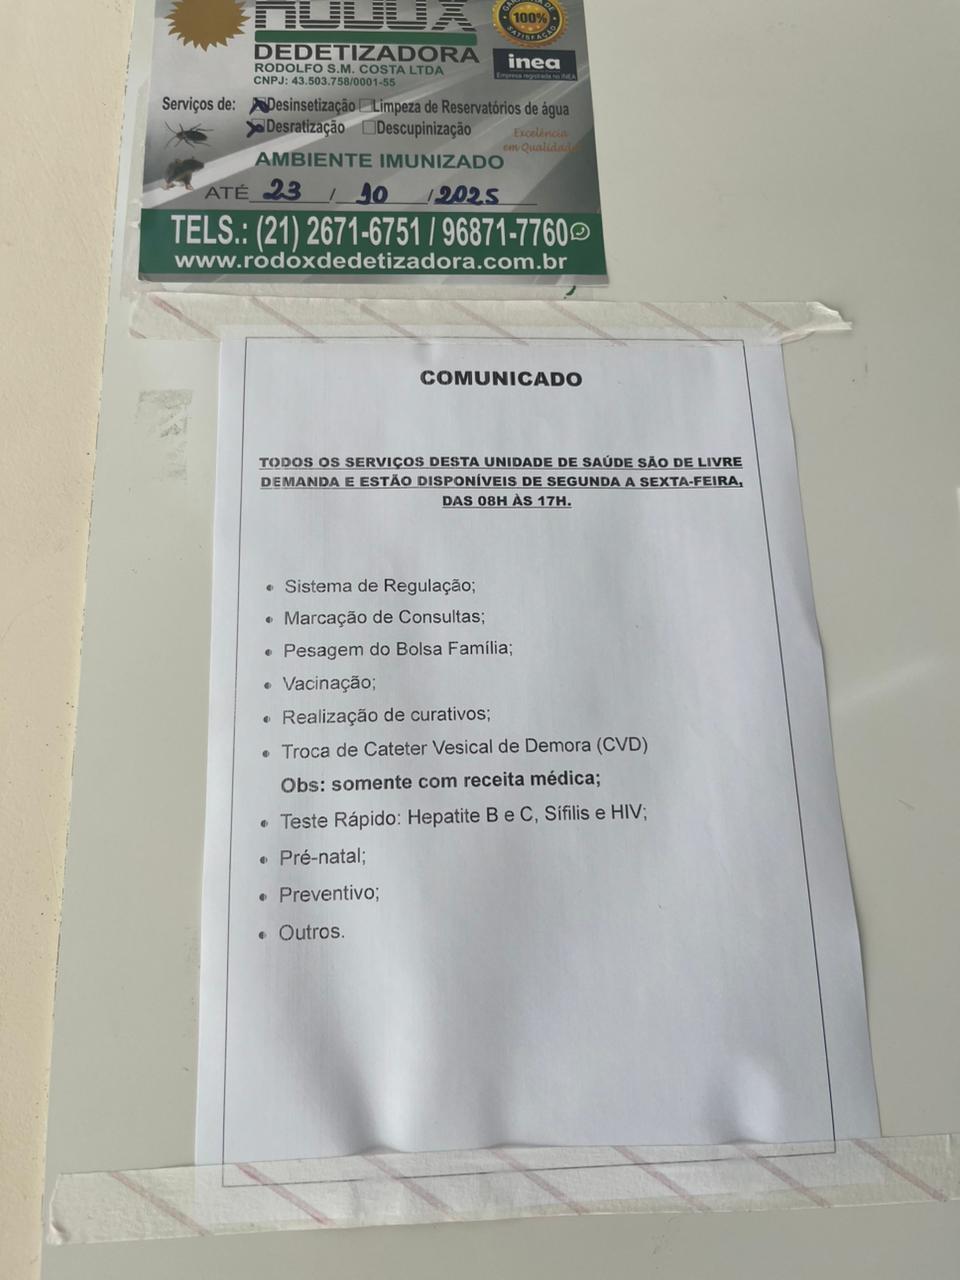 RODOX
DEDETIZADORA
RODOLFO S.M. COSTA LTDA
CNPJ: 43.503.758/0001-55
GARANTIA DE
100%
SATISFAÇÃO
inea
Empresa registrada no INEA
Serviços de: Desinsetização Limpeza de Reservatórios de água
Desratização Descupinização
Excelência
em Qualidade
AMBIENTE IMUNIZADO
ATÉ 23 / 10 / 2025
TELS.: (21) 2671-6751 / 96871-7760
www.rodoxdedetizadora.com.br
COMUNICADO
TODOS OS SERVIÇOS DESTA UNIDADE DE SAÚDE SÃO DE LIVRE
DEMANDA E ESTÃO DISPONÍVEIS DE SEGUNDA A SEXTA-FEIRA,
DAS 08H ÀS 17H.
• Sistema de Regulação;
• Marcação de Consultas;
• Pesagem do Bolsa Família;
• Vacinação;
• Realização de curativos;
• Troca de Cateter Vesical de Demora (CVD)
Obs: somente com receita médica;
• Teste Rápido: Hepatite B e C, Sífilis e HIV;
• Pré-natal;
• Preventivo;
• Outros.